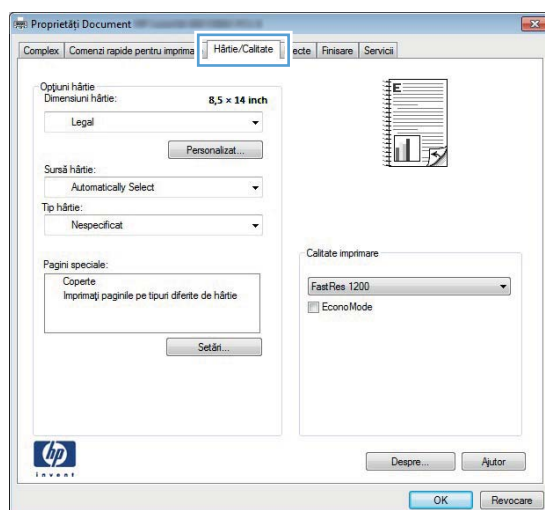 Proprietăți Document
Complex
Comenzi rapide pentru imprima
Hârtie/Calitate
ecte
Finisare
Servicii
Opțiuni hârtie
Dimensiuni hârtie:
8,5 × 14 inch
Legal
Personalizat...
Sursă hârtie:
Automatically Select
Tip hârtie:
Nespecificat
Pagini speciale:
Coperte
Imprimați paginile pe tipuri diferite de hârtie
Setări...
E
Calitate imprimare
FastRes 1200
EconoMode
hp
invent
Despre...
Ajutor
OK
Revocare